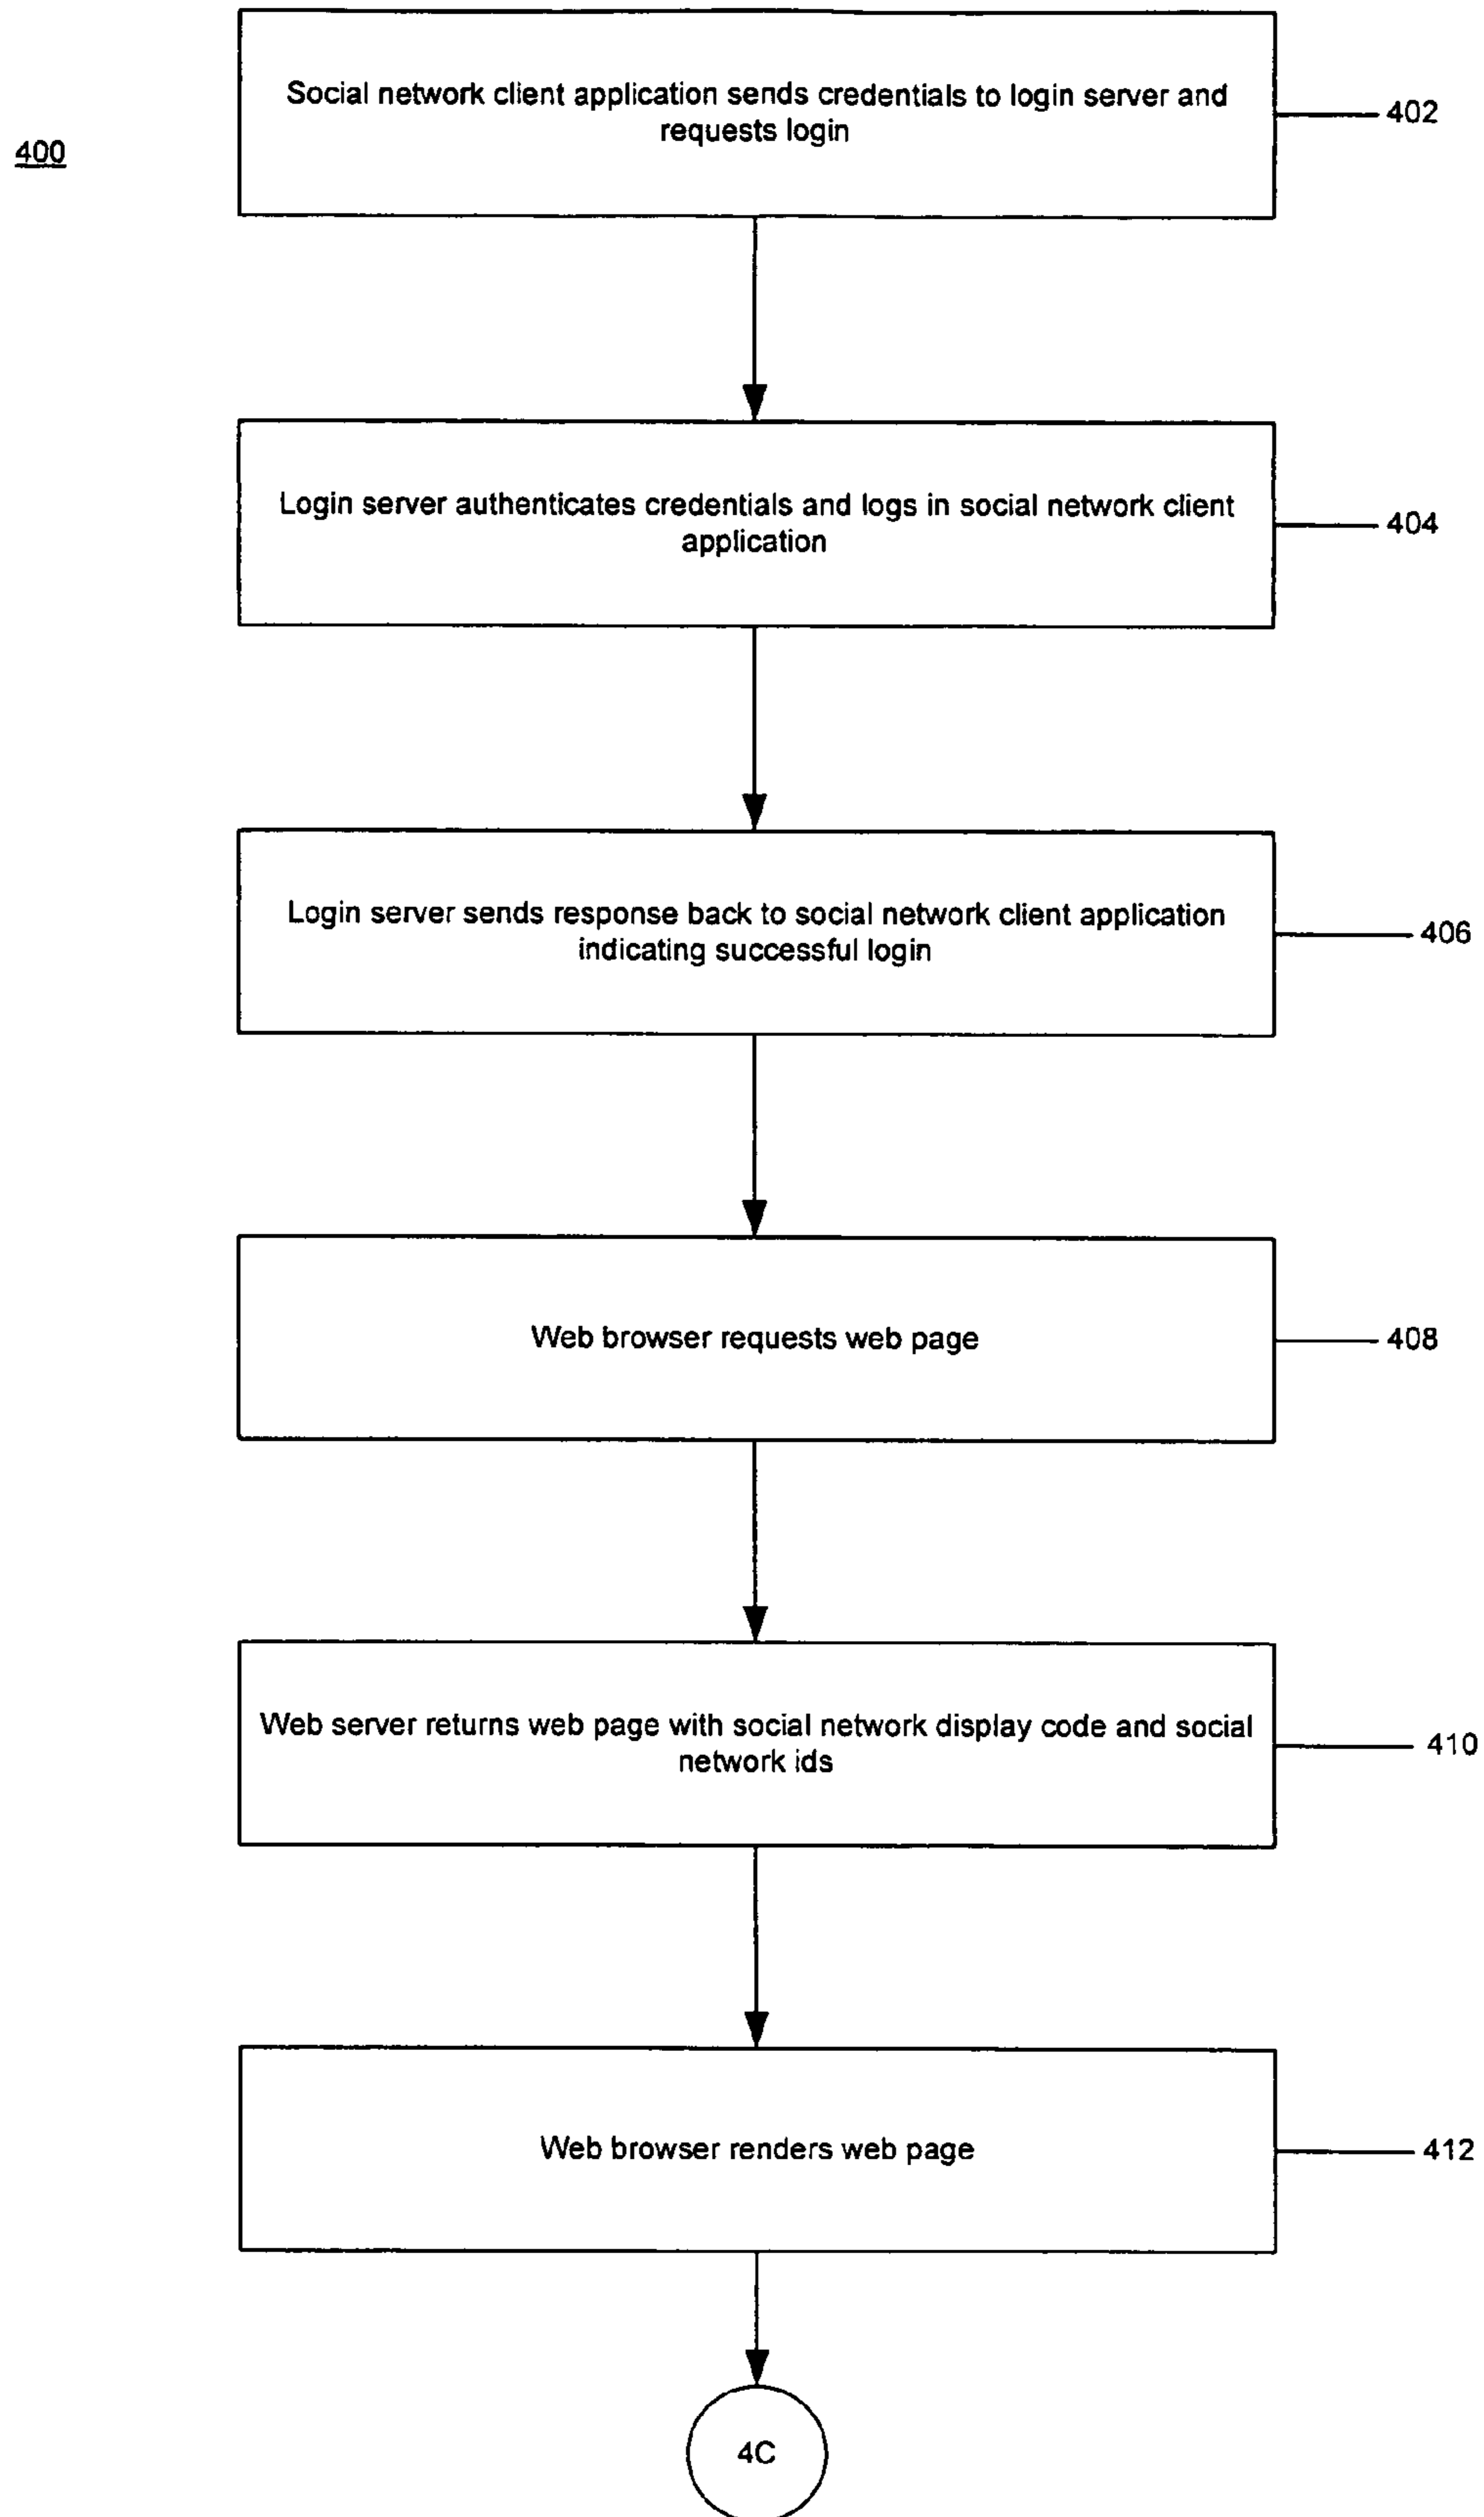 Social network client application sends credentials to login server and
requests login
402
400
Login server authenticates credentials and logs in social network client
application
404
Login server sends response back to social network client application
indicating successful login
406
Web browser requests web page
408
Web server returns web page with social network display code and social
network ids
410
Web browser renders web page
412
4C